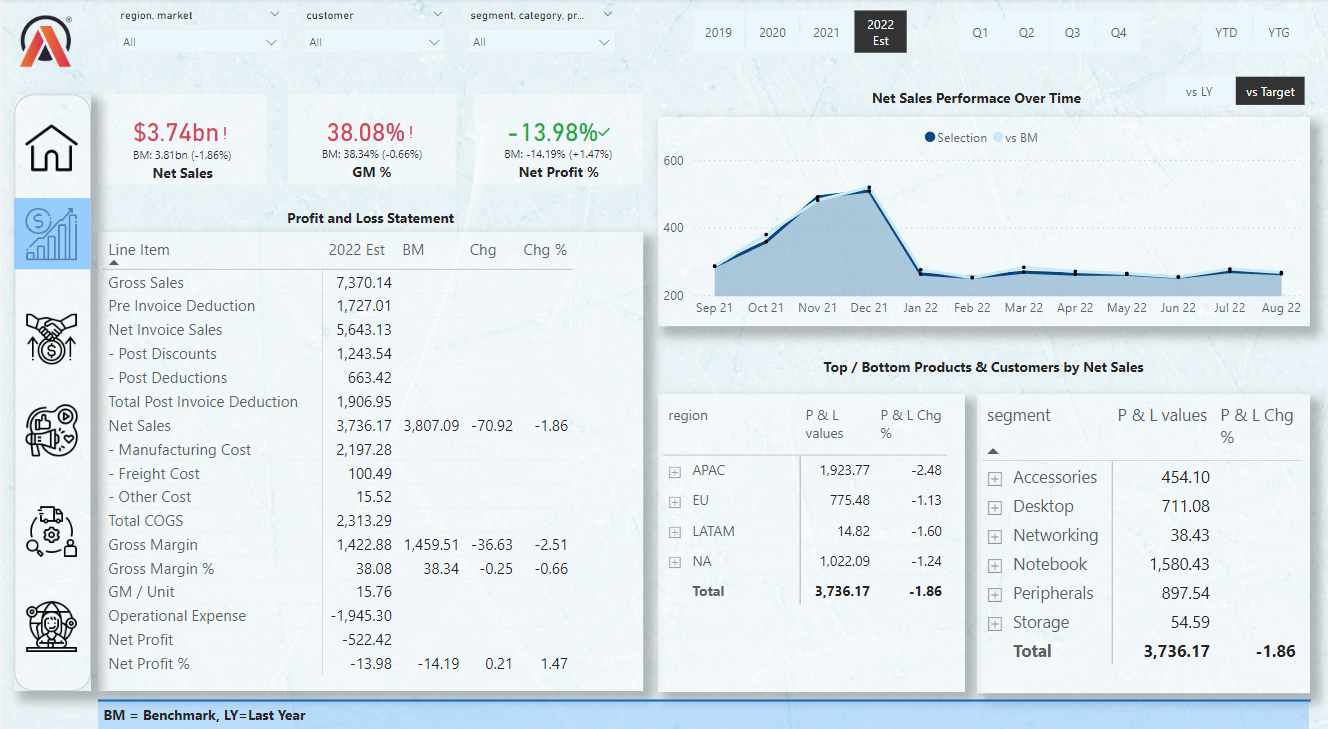 region, market
customer
segment, category, pr...
All
All
All
2019
2020
2021
2022
Est
Q1
Q2
Q3
Q4
YTD
YTG
vs LY
vs Target
$3.74bn!
BM: 3.81bn (-1.86%)
Net Sales
38.08%!
BM: 38.34% (-0.66%)
GM %
-13.98%
BM: -14.19% (+1.47%)
Net Profit %
Net Sales Performace Over Time
Selection vs BM
600
400
200
Sep 21 Oct 21 Nov 21 Dec 21 Jan 22 Feb 22 Mar 22 Apr 22 May 22 Jun 22 Jul 22 Aug 22
Profit and Loss Statement
Line Item 2022 Est BM Chg Chg %
Gross Sales 7,370.14
Pre Invoice Deduction 1,727.01
Net Invoice Sales 5,643.13
- Post Discounts 1,243.54
- Post Deductions 663.42
Total Post Invoice Deduction 1,906.95
Net Sales 3,736.17 3,807.09 -70.92 -1.86
- Manufacturing Cost 2,197.28
- Freight Cost 100.49
- Other Cost 15.52
Total COGS 2,313.29
Gross Margin 1,422.88 1,459.51 -36.63 -2.51
Gross Margin % 38.08 38.34 -0.25 -0.66
GM / Unit 15.76
Operational Expense -1,945.30
Net Profit -522.42
Net Profit % -13.98 -14.19 0.21 1.47
Top / Bottom Products & Customers by Net Sales
region P & L values P & L Chg %
APAC 1,923.77 -2.48
EU 775.48 -1.13
LATAM 14.82 -1.60
NA 1,022.09 -1.24
Total 3,736.17 -1.86
segment P & L values P & L Chg %
Accessories 454.10
Desktop 711.08
Networking 38.43
Notebook 1,580.43
Peripherals 897.54
Storage 54.59
Total 3,736.17 -1.86
BM = Benchmark, LY=Last Year